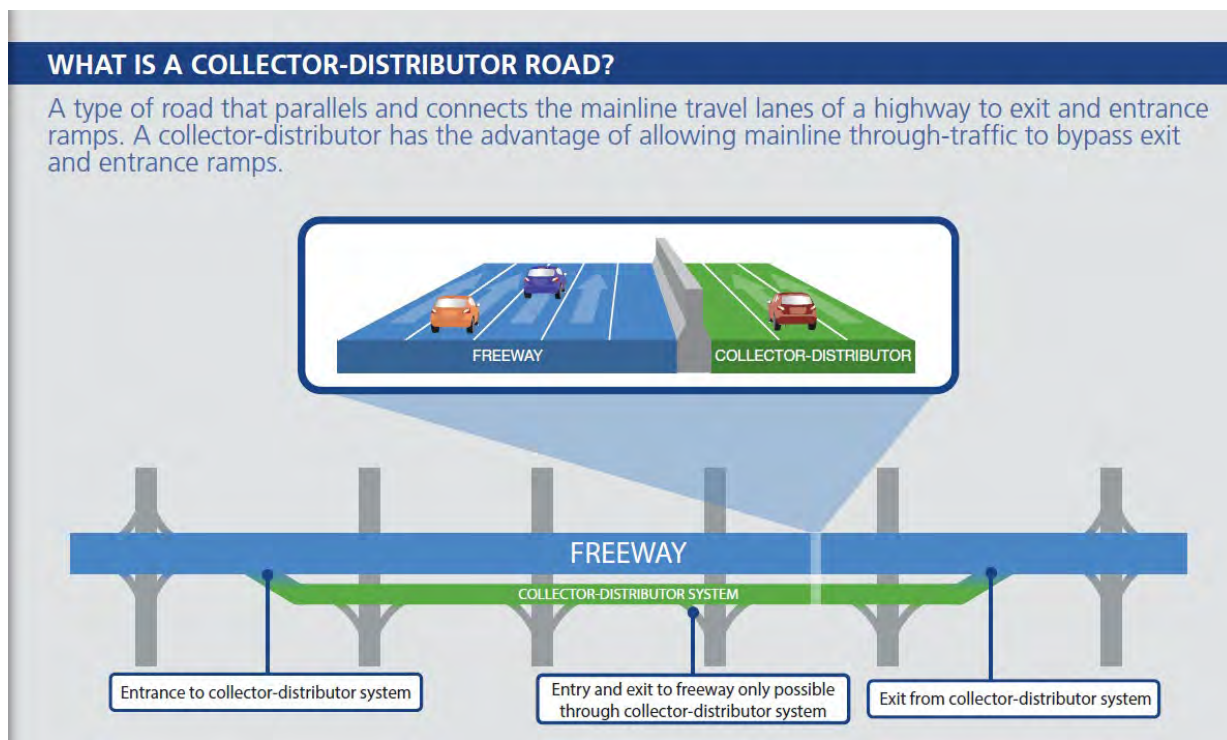 WHAT IS A COLLECTOR-DISTRIBUTOR ROAD?
A type of road that parallels and connects the mainline travel lanes of a highway to exit and entrance
ramps. A collector-distributor has the advantage of allowing mainline through-traffic to bypass exit
and entrance ramps.
FREEWAY
COLLECTOR-DISTRIBUTOR
FREEWAY
COLLECTOR-DISTRIBUTOR SYSTEM
Entrance to collector-distributor system
Entry and exit to freeway only possible
through collector-distributor system
Exit from collector-distributor system